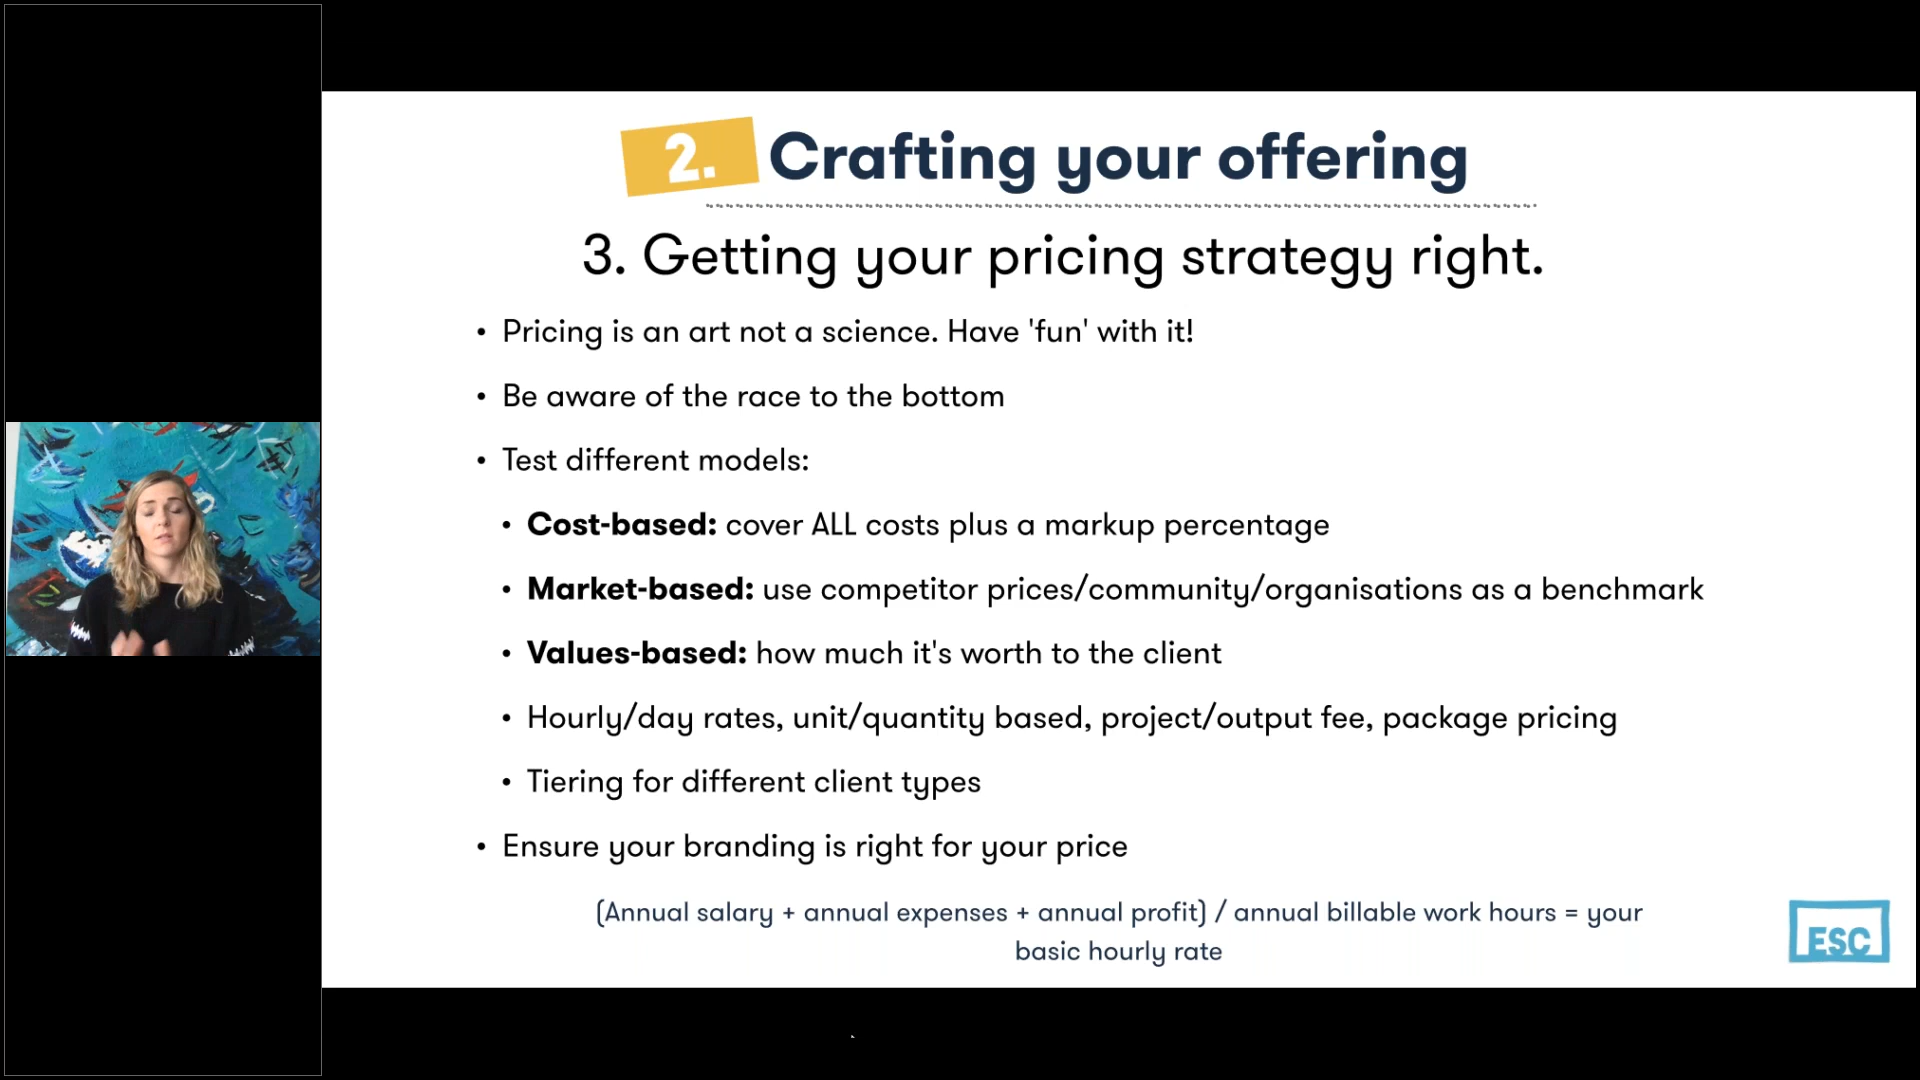 2. Crafting your offering
3. Getting your pricing strategy right.
• Pricing is an art not a science. Have 'fun' with it!
• Be aware of the race to the bottom
• Test different models:
• Cost-based: cover ALL costs plus a markup percentage
• Market-based: use competitor prices/community/organisations as a benchmark
• Values-based: how much it's worth to the client
• Hourly/day rates, unit/quantity based, project/output fee, package pricing
• Tiering for different client types
• Ensure your branding is right for your price
(Annual salary + annual expenses + annual profit) / annual billable work hours = your
basic hourly rate
ESC